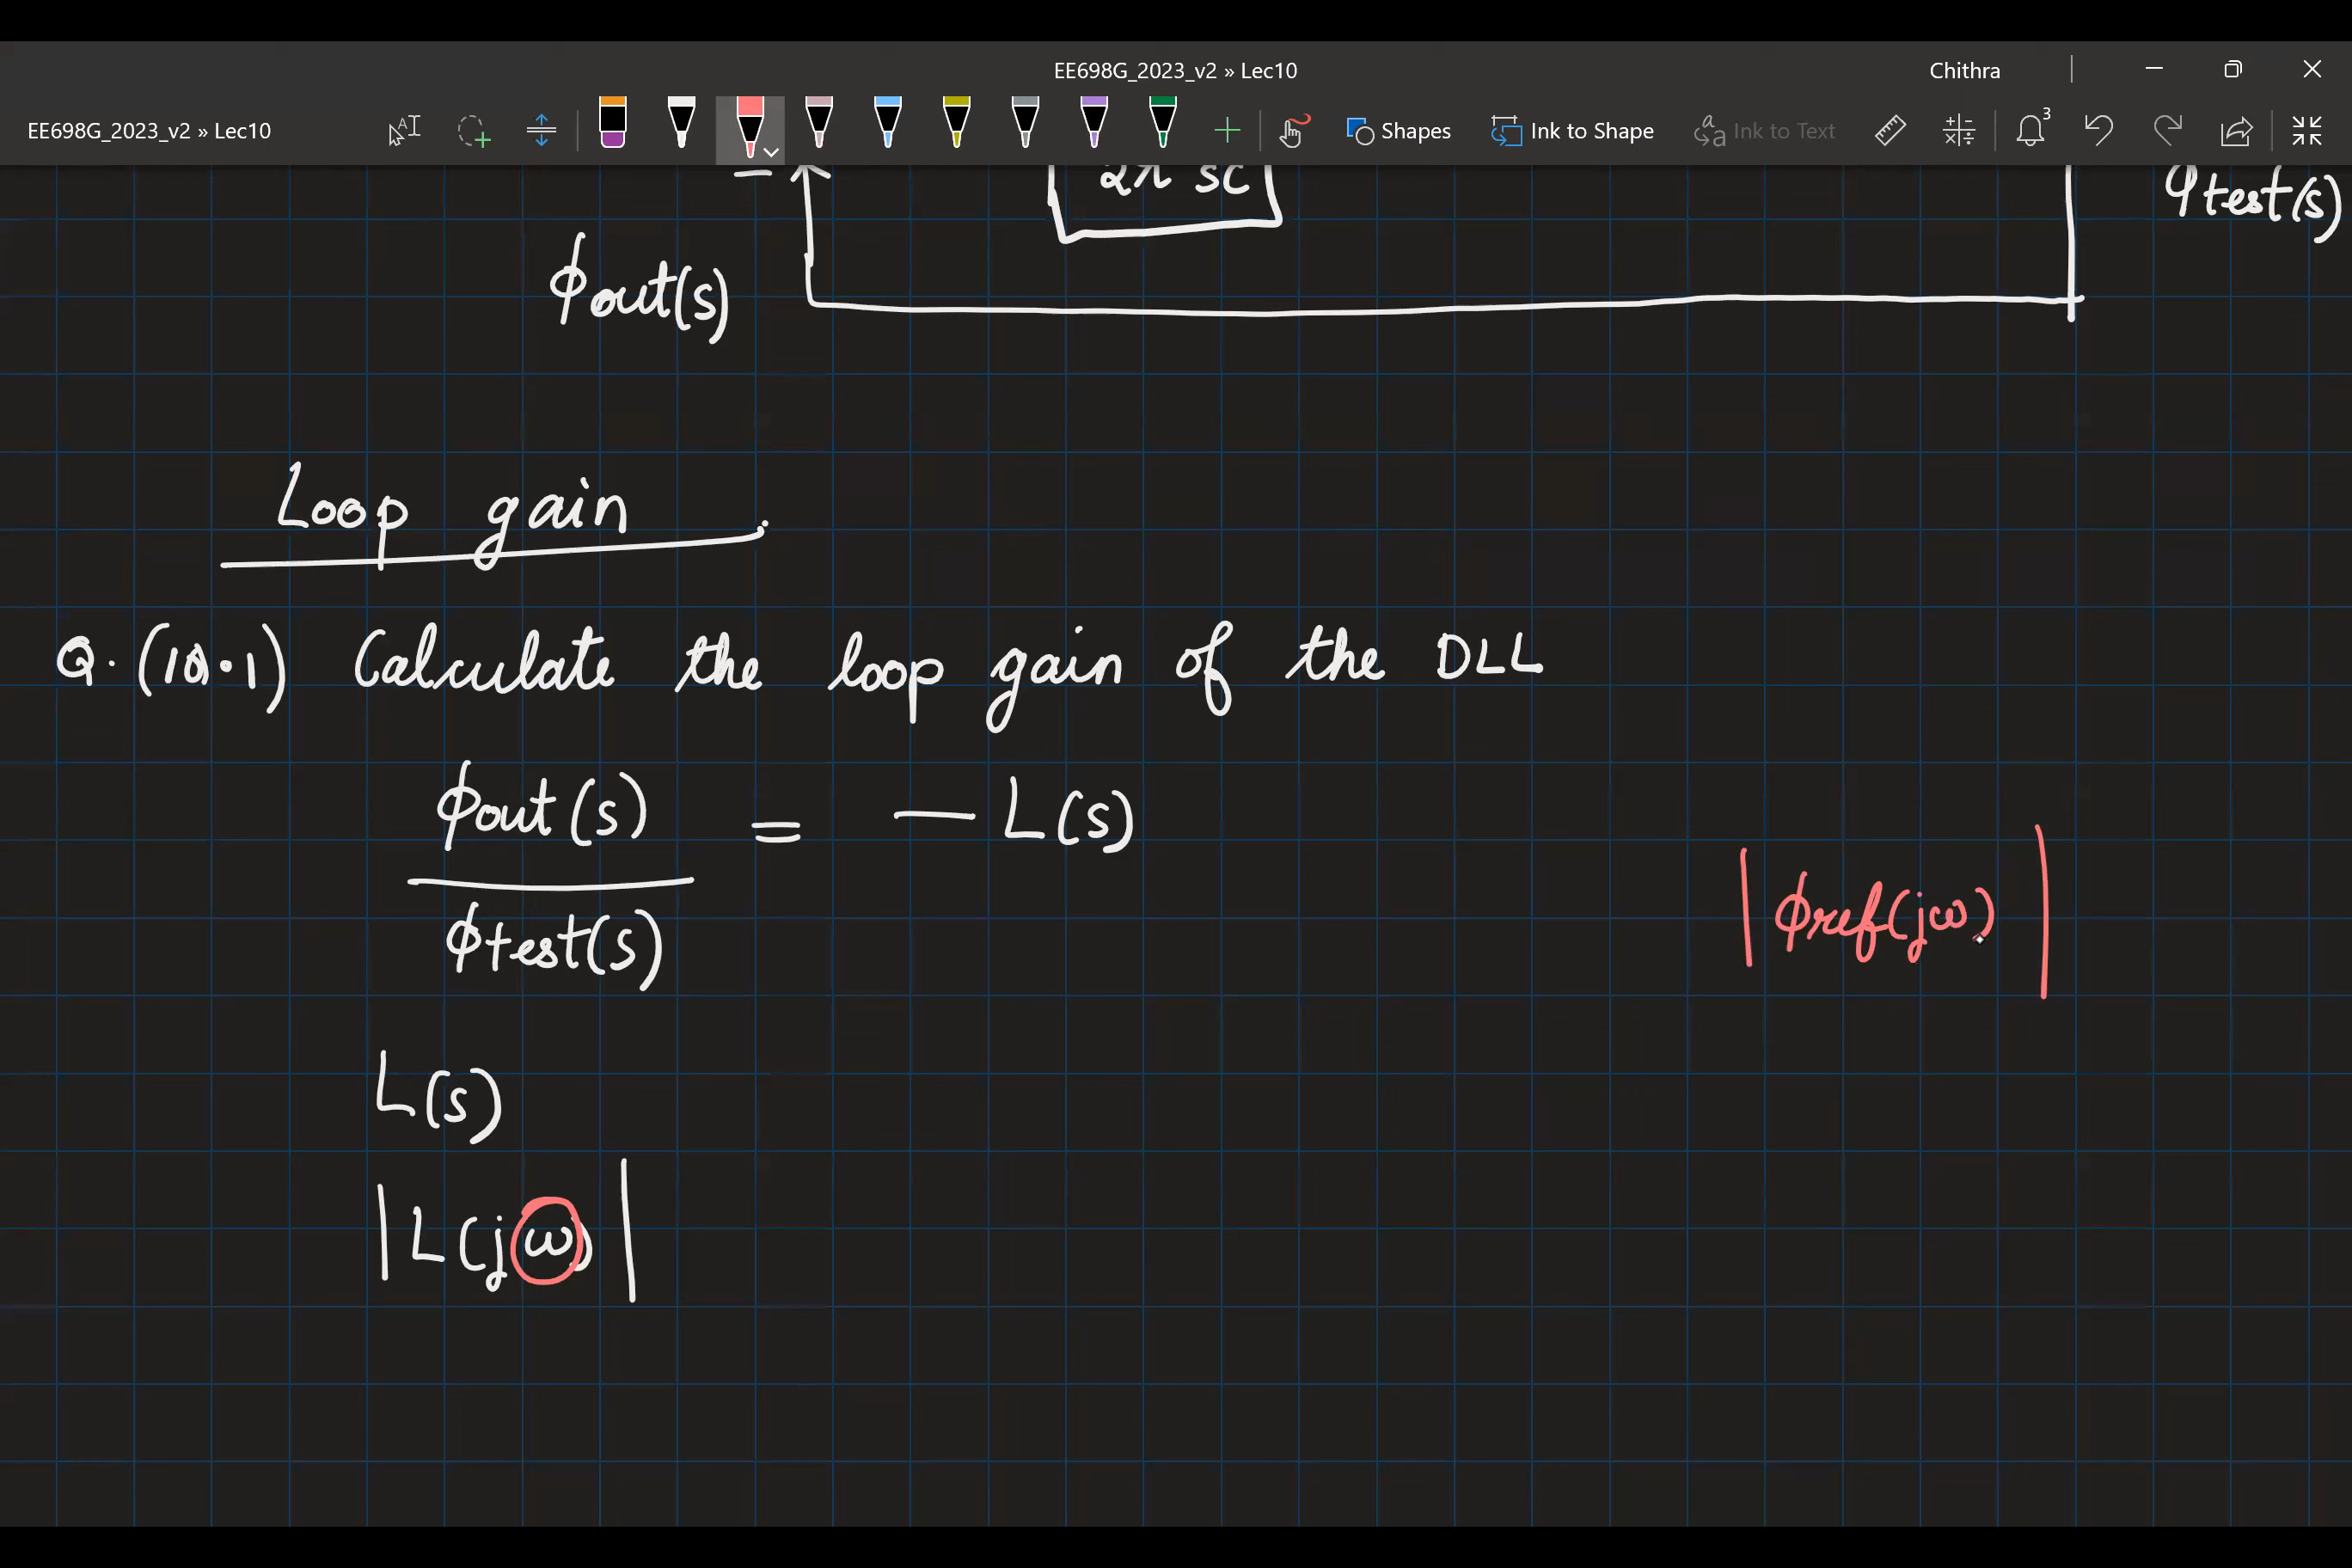 EE698G_2023_v2 » Lec10
Chithra
EE698G_2023_v2 » Lec10
Shapes
Ink to Shape
Ink to Text
3
2π sC
φtest(s)
−
φout(s)
Loop gain
Q. (10.1) Calculate the loop gain of the DLL
φout(s)
= − L(s)
φtest(s)
|φref(jω)|
L(s)
|L(jω)|